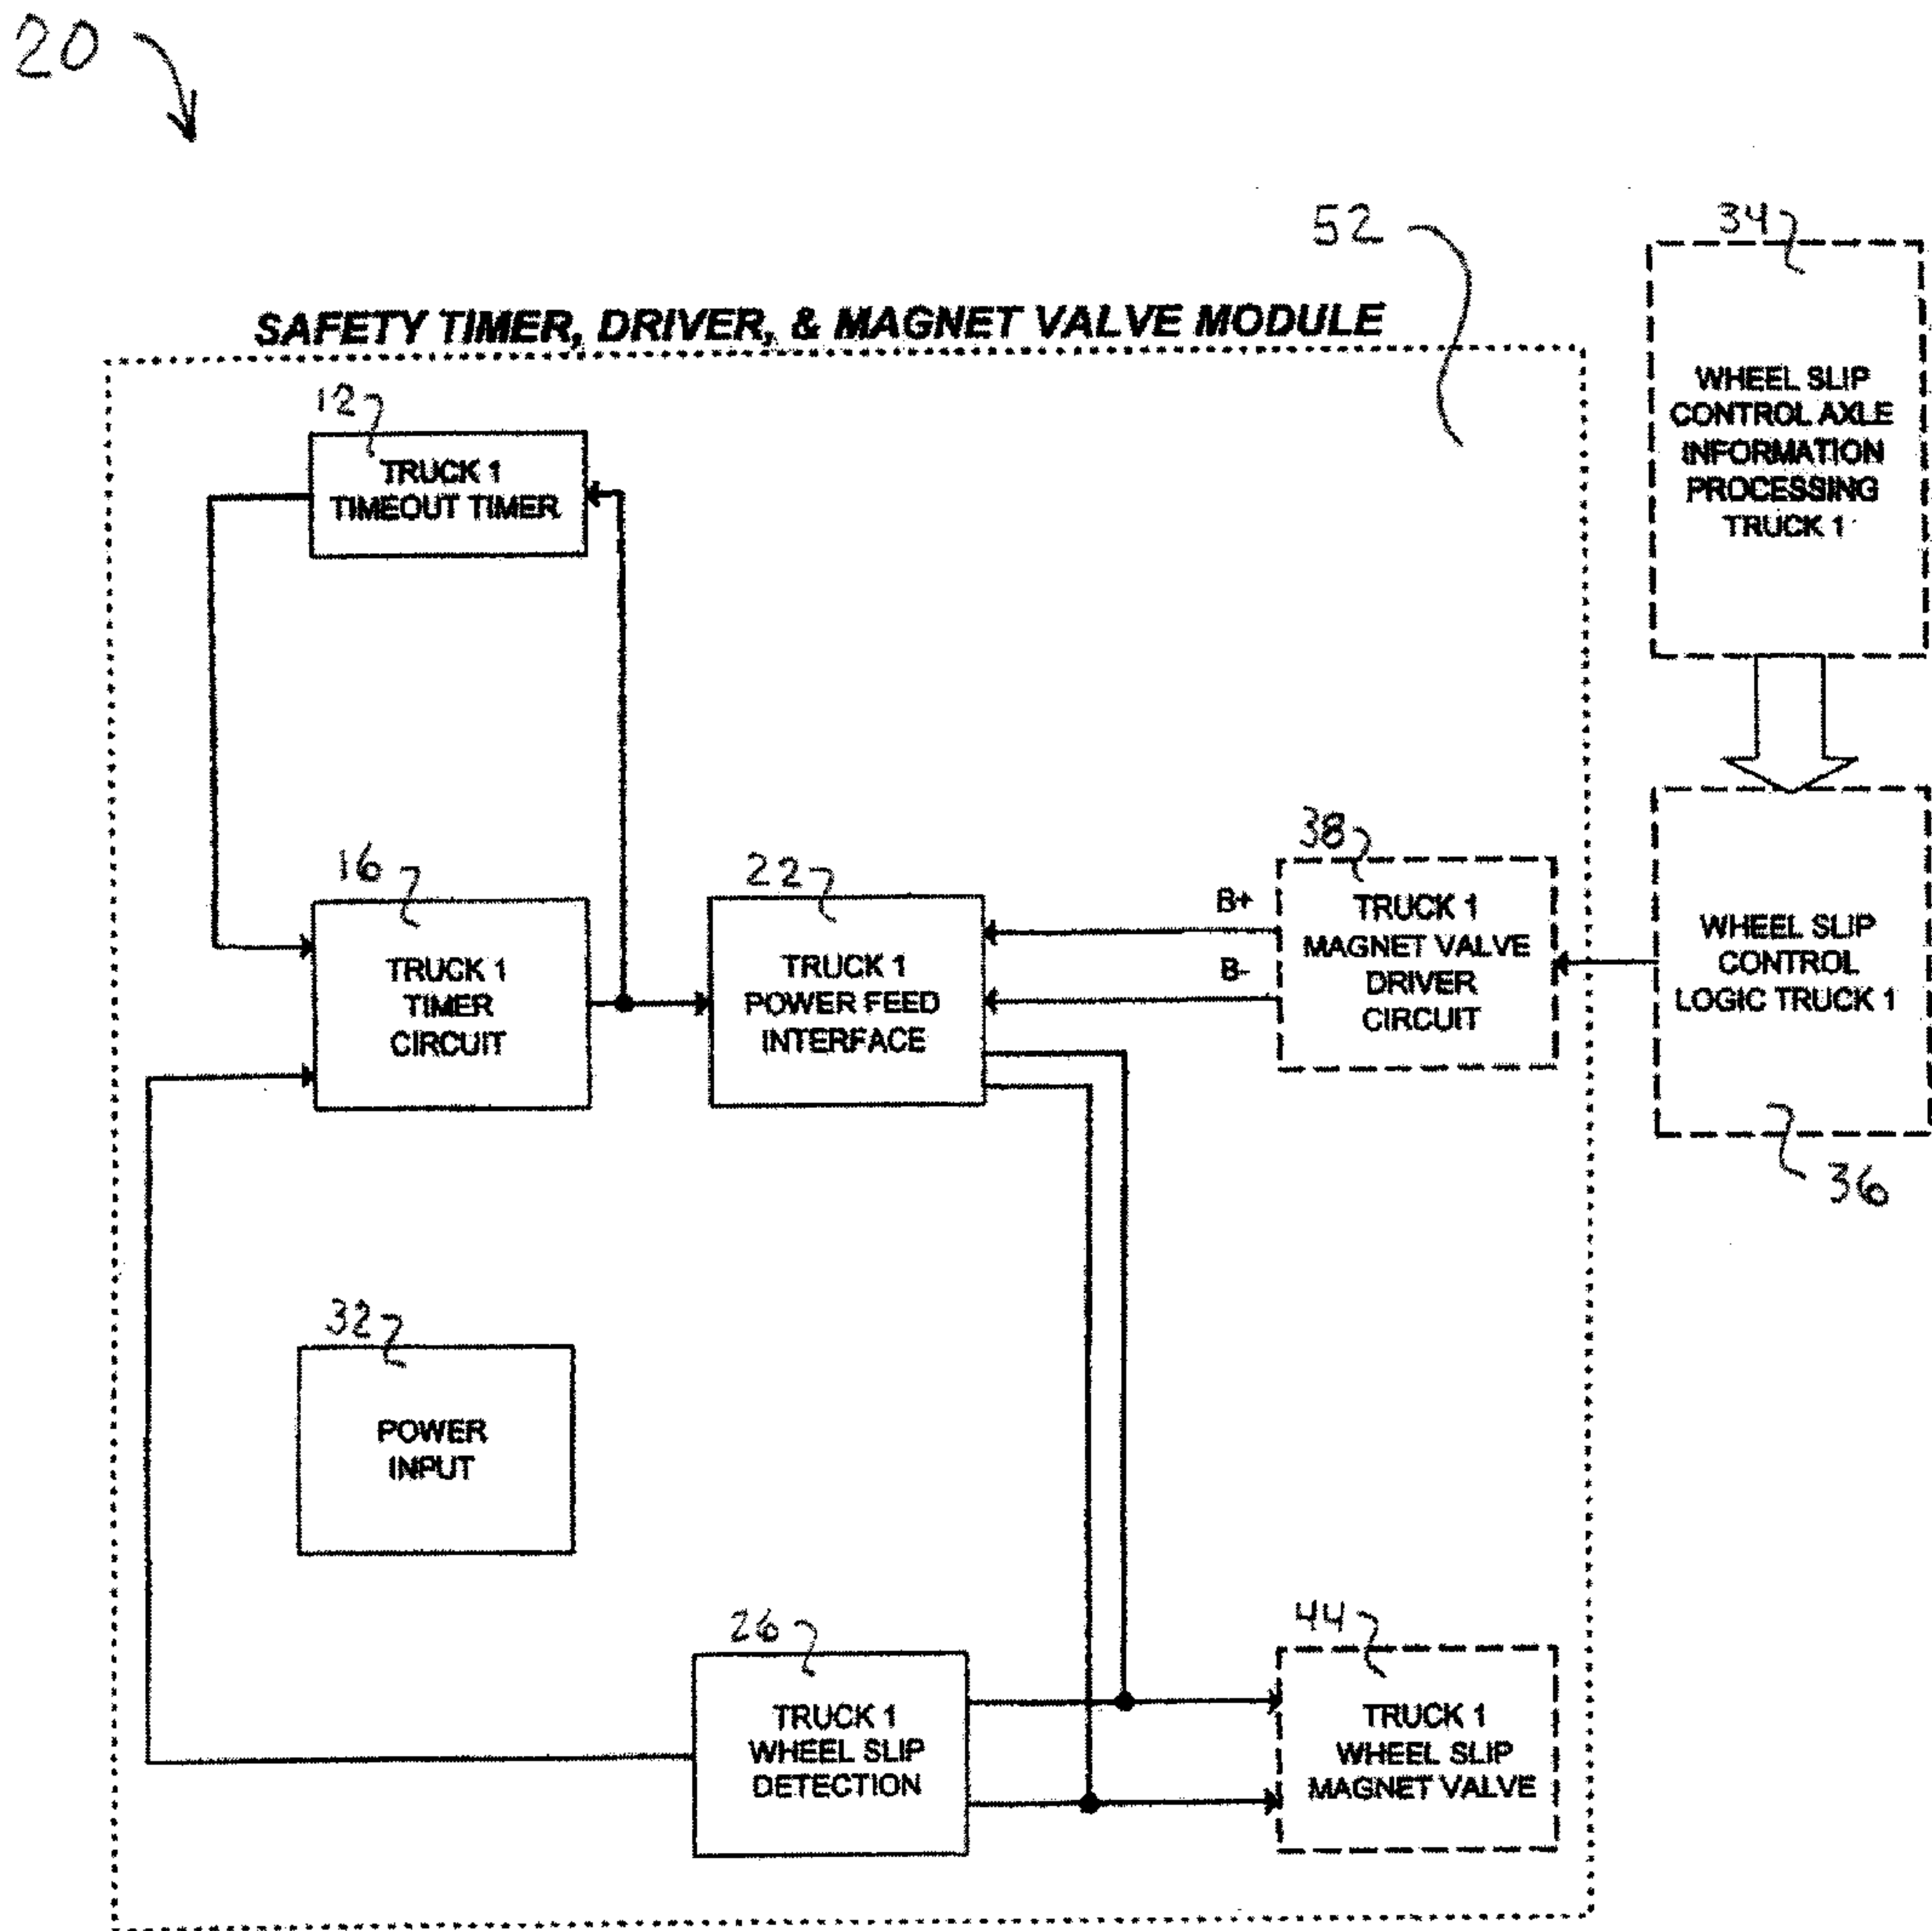 20
52
34
SAFETY TIMER, DRIVER, & MAGNET VALVE MODULE
WHEEL SLIP
CONTROL AXLE
INFORMATION
PROCESSING
TRUCK 1
12
TRUCK 1
TIMEOUT TIMER
16
TRUCK 1
TIMER
CIRCUIT
22
TRUCK 1
POWER FEED
INTERFACE
B+
B-
38
TRUCK 1
MAGNET VALVE
DRIVER
CIRCUIT
WHEEL SLIP
CONTROL
LOGIC TRUCK 1
36
32
POWER
INPUT
26
TRUCK 1
WHEEL SLIP
DETECTION
44
TRUCK 1
WHEEL SLIP
MAGNET VALVE